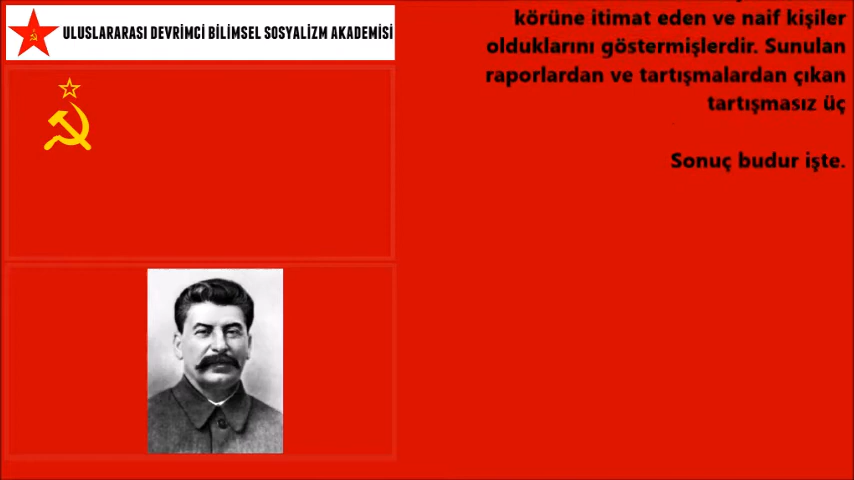 ULUSLARARASI DEVRİMCİ BİLİMSEL SOSYALİZM AKADEMİSİ
körüne itimat eden ve naif kişiler
olduklarını göstermişlerdir. Sunulan
raporlardan ve tartışmalardan çıkan
tartışmasız üç
Sonuç budur işte.